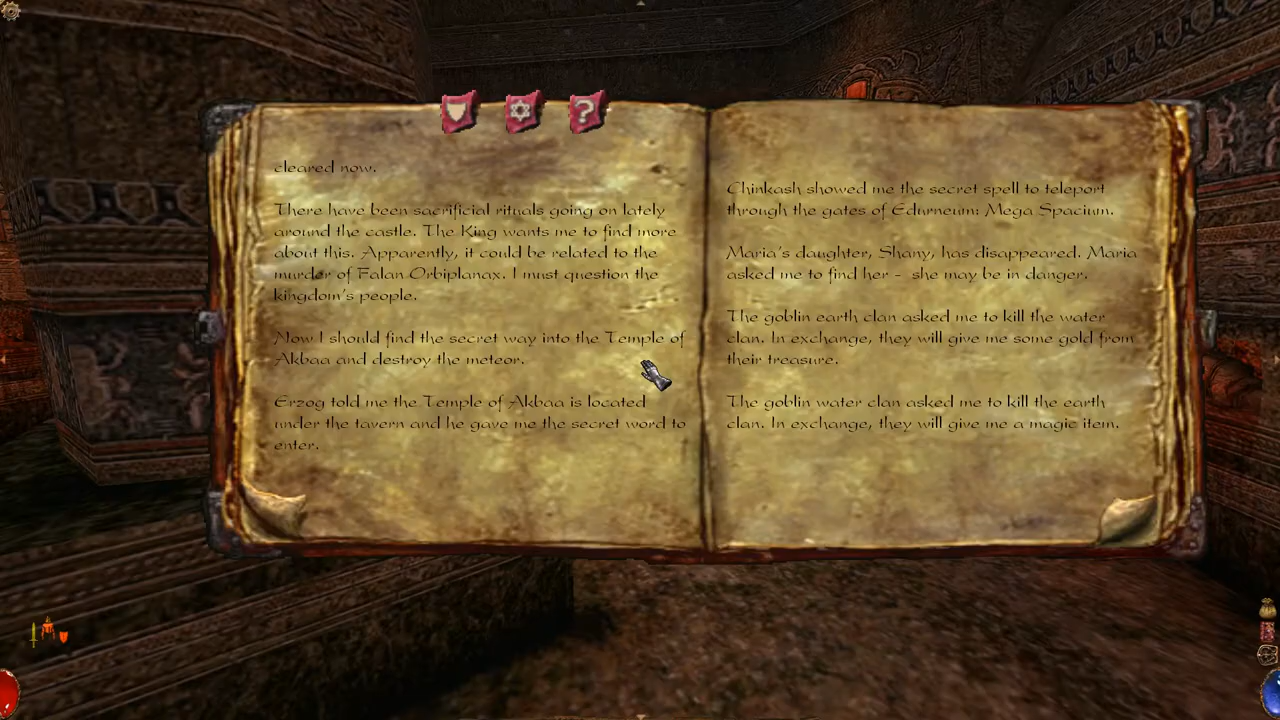 cleared now.
There have been sacrificial rituals going on lately
around the castle. The King wants me to find more
about this. Apparently, it could be related to the
murder of Falan Orbiplanax. I must question the
kingdom's people.
Now I should find the secret way into the Temple of
Akbaa and destroy the meteor.
Erzog told me the Temple of Akbaa is located
under the tavern and he gave me the secret word to
enter.
Chinkash showed me the secret spell to teleport
through the gates of Edurneum: Mega Spacium.
Maria's daughter, Shany, has disappeared. Maria
asked me to find her - she may be in danger.
The goblin earth clan asked me to kill the water
clan. In exchange, they will give me some gold from
their treasure.
The goblin water clan asked me to kill the earth
clan. In exchange, they will give me a magic item.